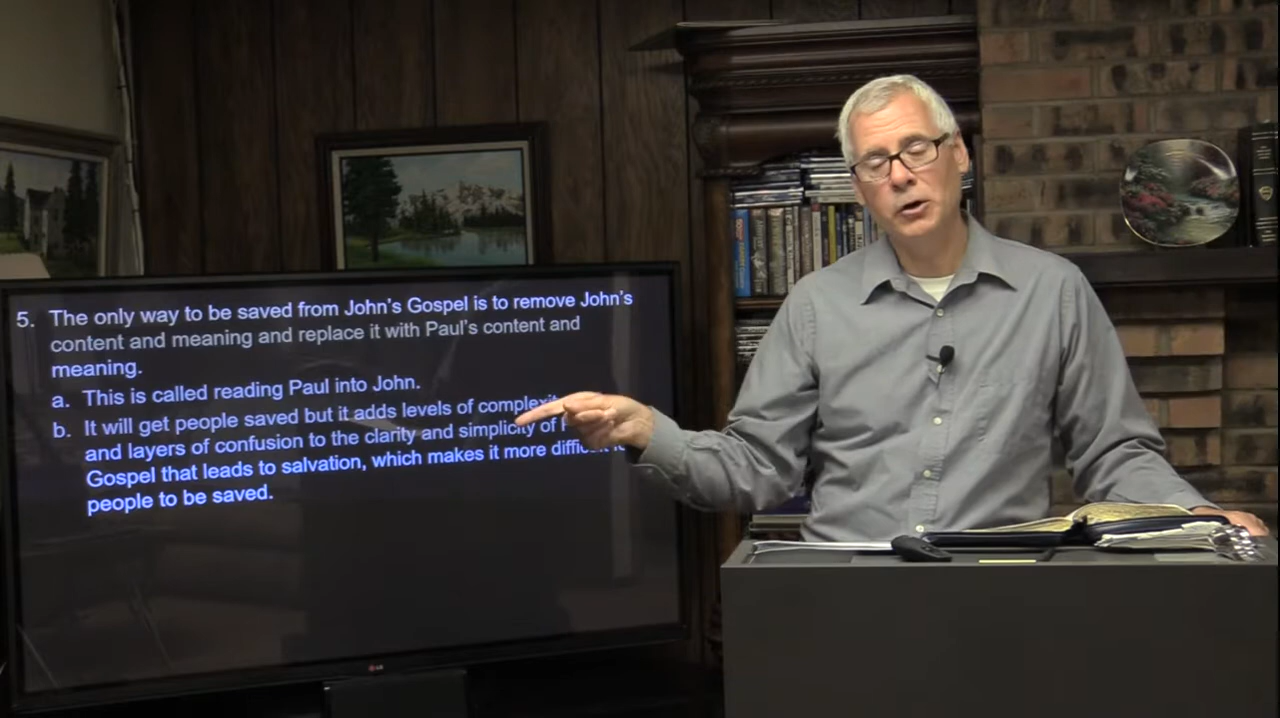 5. The only way to be saved from John's Gospel is to remove John's
content and meaning and replace it with Paul's content and
meaning.
a. This is called reading Paul into John.
b. It will get people saved but it adds levels of
and layers of confusion to the clarity and simplicity of
Gospel that leads to salvation, which makes it more
people to be saved.
LG